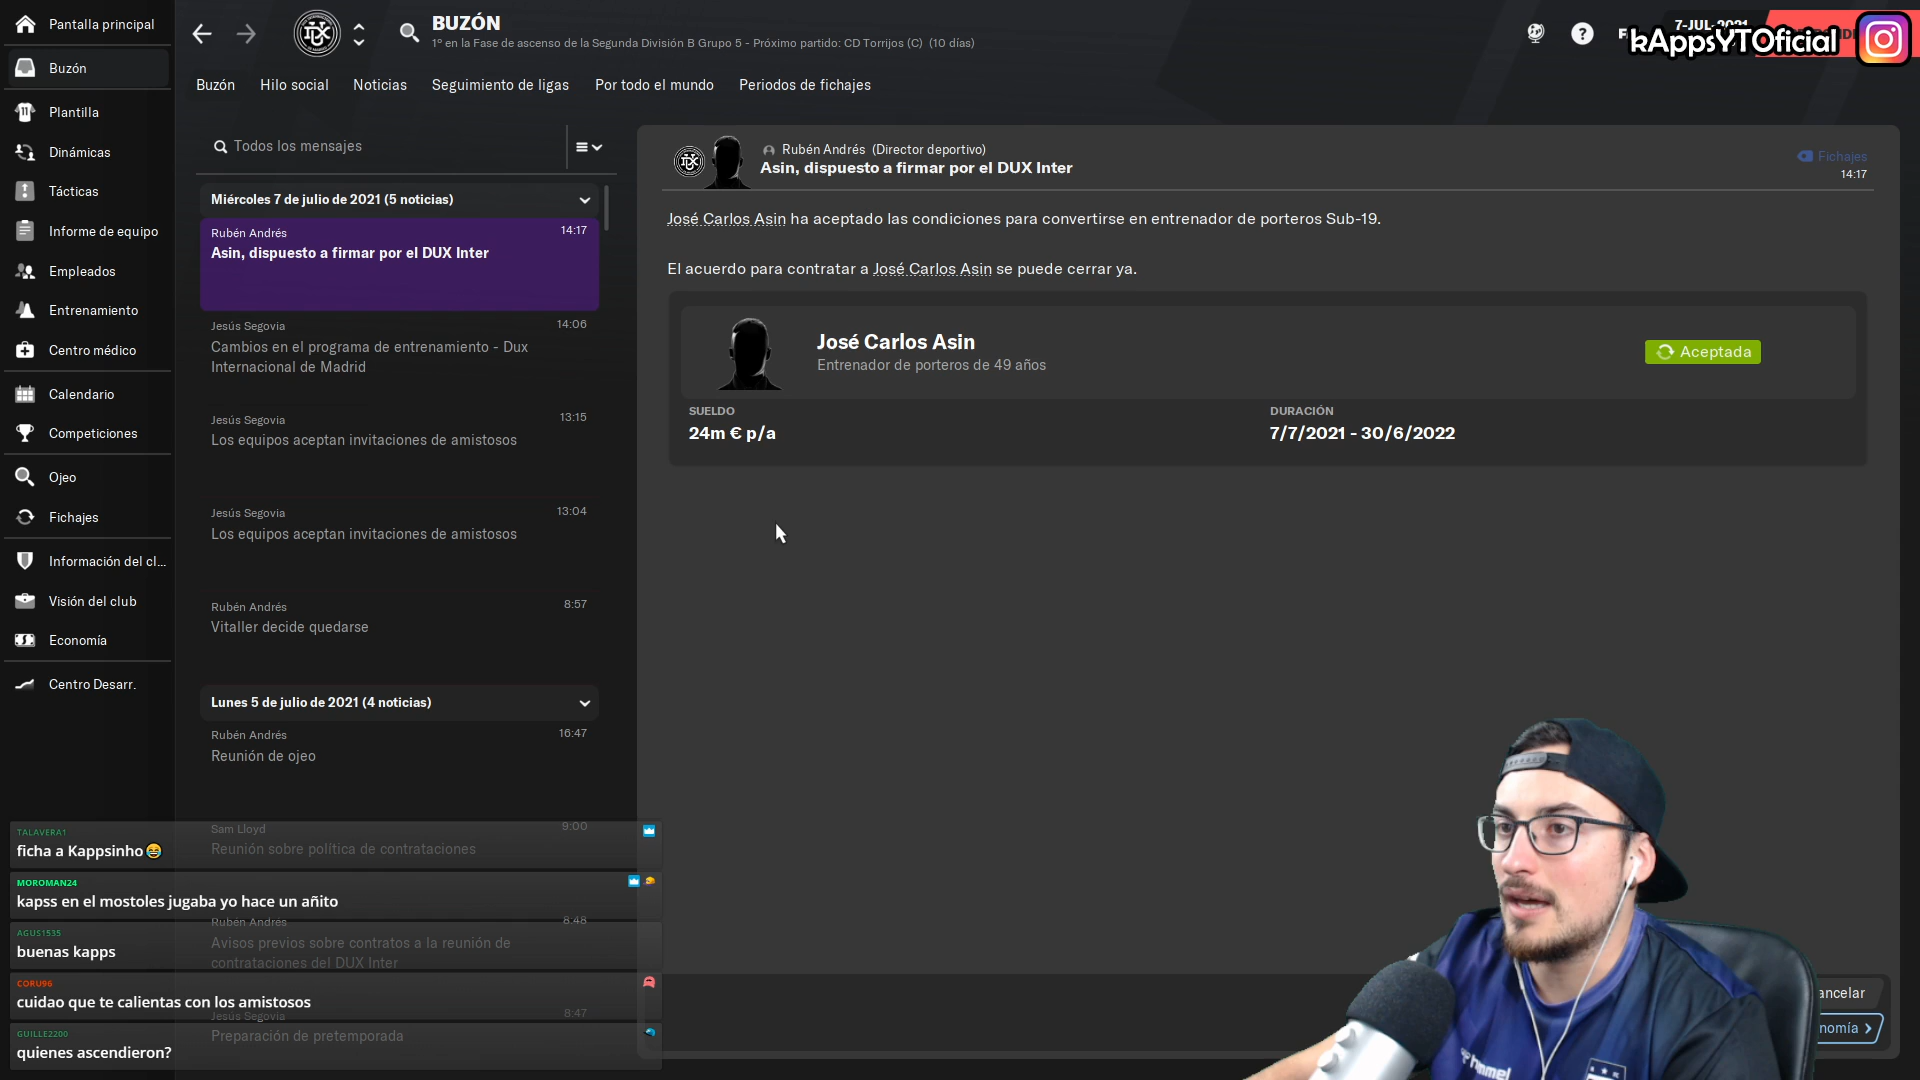 Pantalla principal
Buzón
Plantilla
Dinámicas
Tácticas
Informe de equipo
Empleados
Entrenamiento
Centro médico
Calendario
Competiciones
Ojeo
Fichajes
Información del cl...
Visión del club
Economía
Centro Desarr.
BUZÓN
1º en la Fase de ascenso de la Segunda División B Grupo 5 - Próximo partido: CD Torrijos (C) (10 días)
7-JUL-2021
kAppsYTOficial
Buzón
Hilo social
Noticias
Seguimiento de ligas
Por todo el mundo
Periodos de fichajes
Todos los mensajes
Miércoles 7 de julio de 2021 (5 noticias)
Rubén Andrés 14:17
Asin, dispuesto a firmar por el DUX Inter
Jesús Segovia 14:06
Cambios en el programa de entrenamiento - Dux
Internacional de Madrid
Jesús Segovia 13:15
Los equipos aceptan invitaciones de amistosos
Jesús Segovia 13:04
Los equipos aceptan invitaciones de amistosos
Rubén Andrés 8:57
Vitaller decide quedarse
Lunes 5 de julio de 2021 (4 noticias)
Rubén Andrés 16:47
Reunión de ojeo
Sam Lloyd 9:00
Reunión sobre política de contrataciones
Rubén Andrés 8:48
Avisos previos sobre contratos a la reunión de
contrataciones del DUX Inter
Jesús Segovia 8:47
Preparación de pretemporada
TALAVERA1
ficha a Kappsinho
MOROMAN24
kapss en el mostoles jugaba yo hace un añito
AGUS1535
buenas kapps
CORU96
cuidao que te calientas con los amistosos
GUILLE2200
quienes ascendieron?
Rubén Andrés (Director deportivo)
Asin, dispuesto a firmar por el DUX Inter
Fichajes
14:17
José Carlos Asin ha aceptado las condiciones para convertirse en entrenador de porteros Sub-19.
El acuerdo para contratar a José Carlos Asin se puede cerrar ya.
José Carlos Asin
Entrenador de porteros de 49 años
Aceptada
SUELDO
24m € p/a
DURACIÓN
7/7/2021 - 30/6/2022
ancelar
nomía
hummel